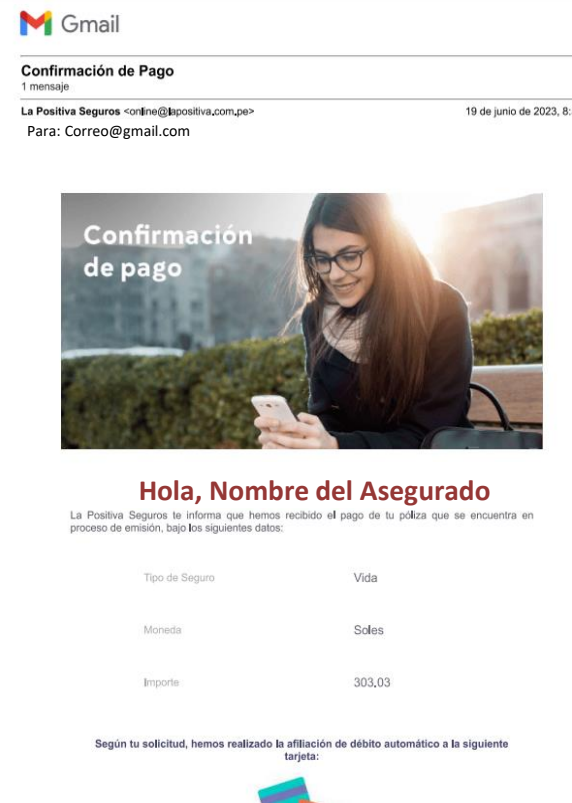 Gmail
Confirmación de Pago
1 mensaje
La Positiva Seguros <online@lapositiva.com.pe>
19 de junio de 2023, 8:
Para: Correo@gmail.com
Confirmación
de pago
Hola, Nombre del Asegurado
La Positiva Seguros te informa que hemos recibido el pago de tu póliza que se encuentra en
proceso de emisión, bajo los siguientes datos:
Tipo de Seguro
Vida
Moneda
Soles
Importe
303,03
Según tu solicitud, hemos realizado la afiliación de débito automático a la siguiente
tarjeta: